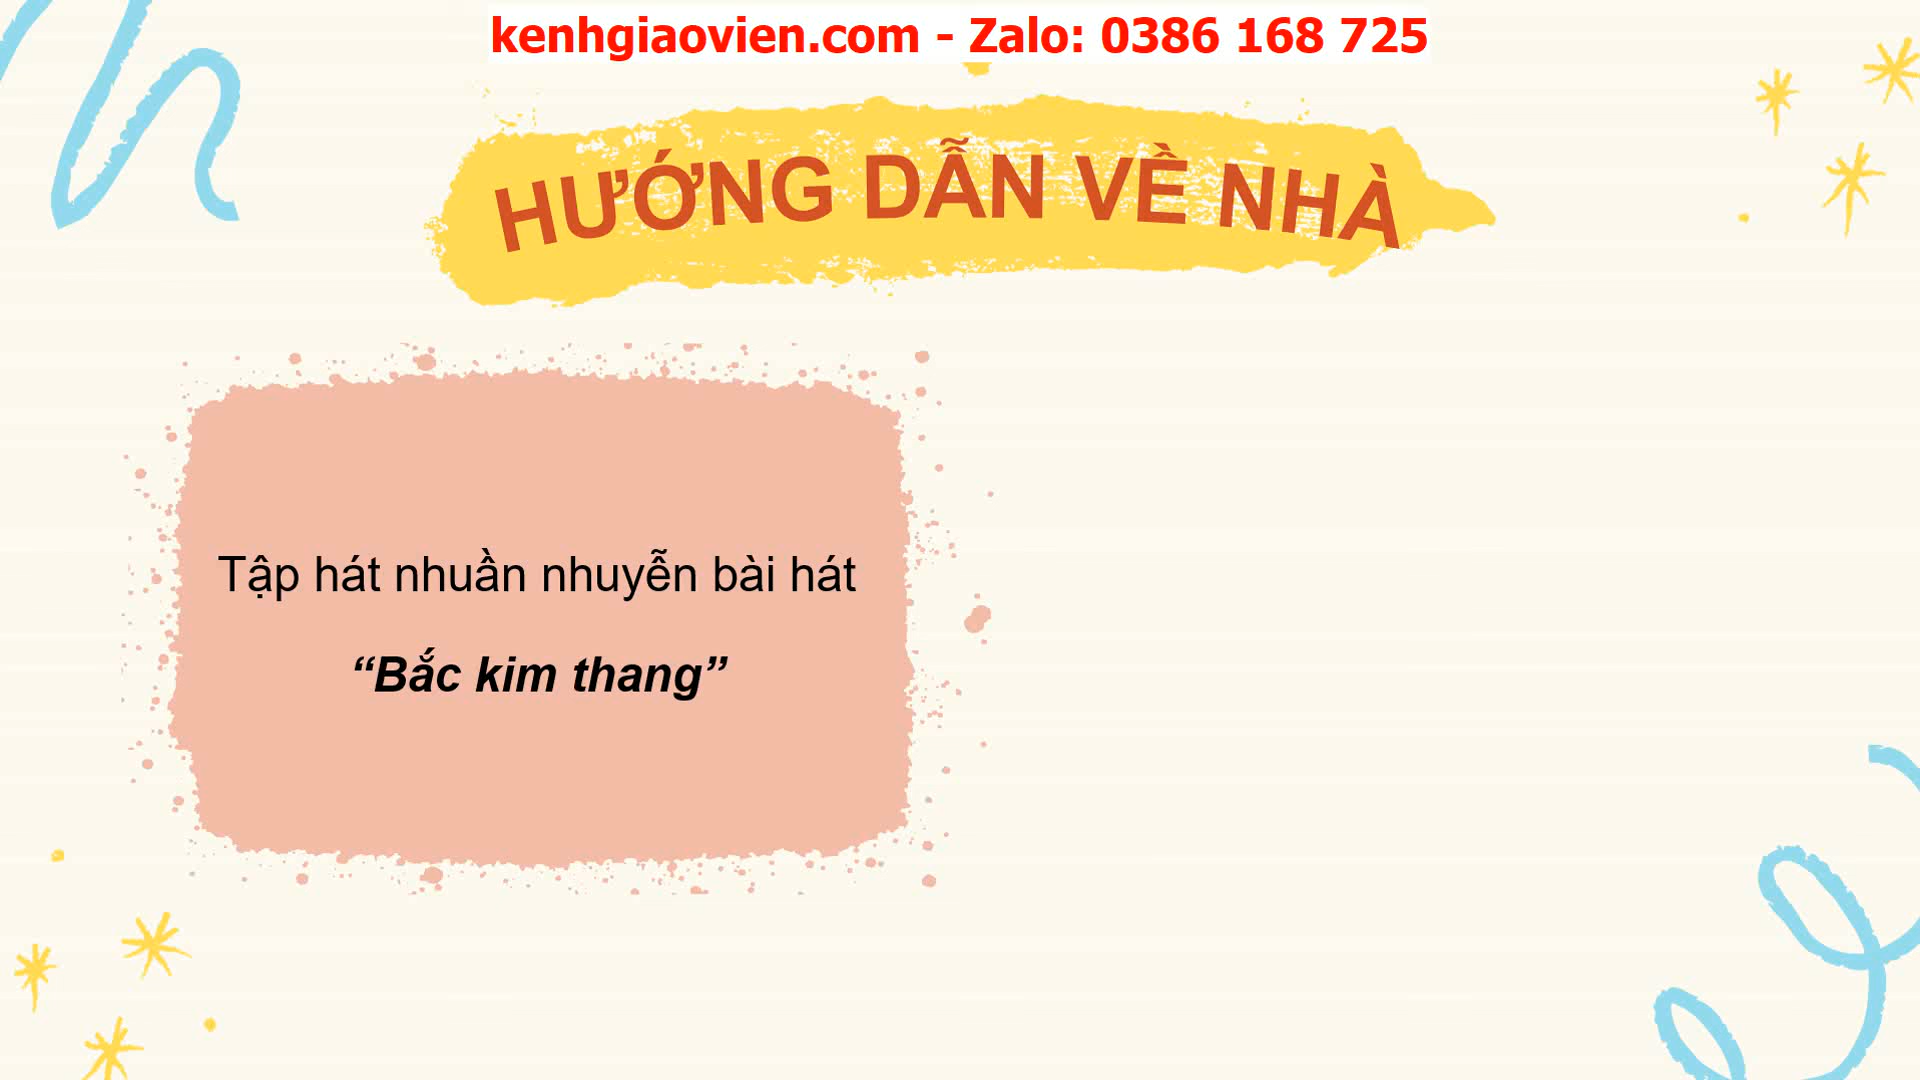 kenhgiaovien.com - Zalo: 0386 168 725
HƯỚNG DẪN VỀ NHÀ
Tập hát nhuần nhuyễn bài hát
“Bắc kim thang”